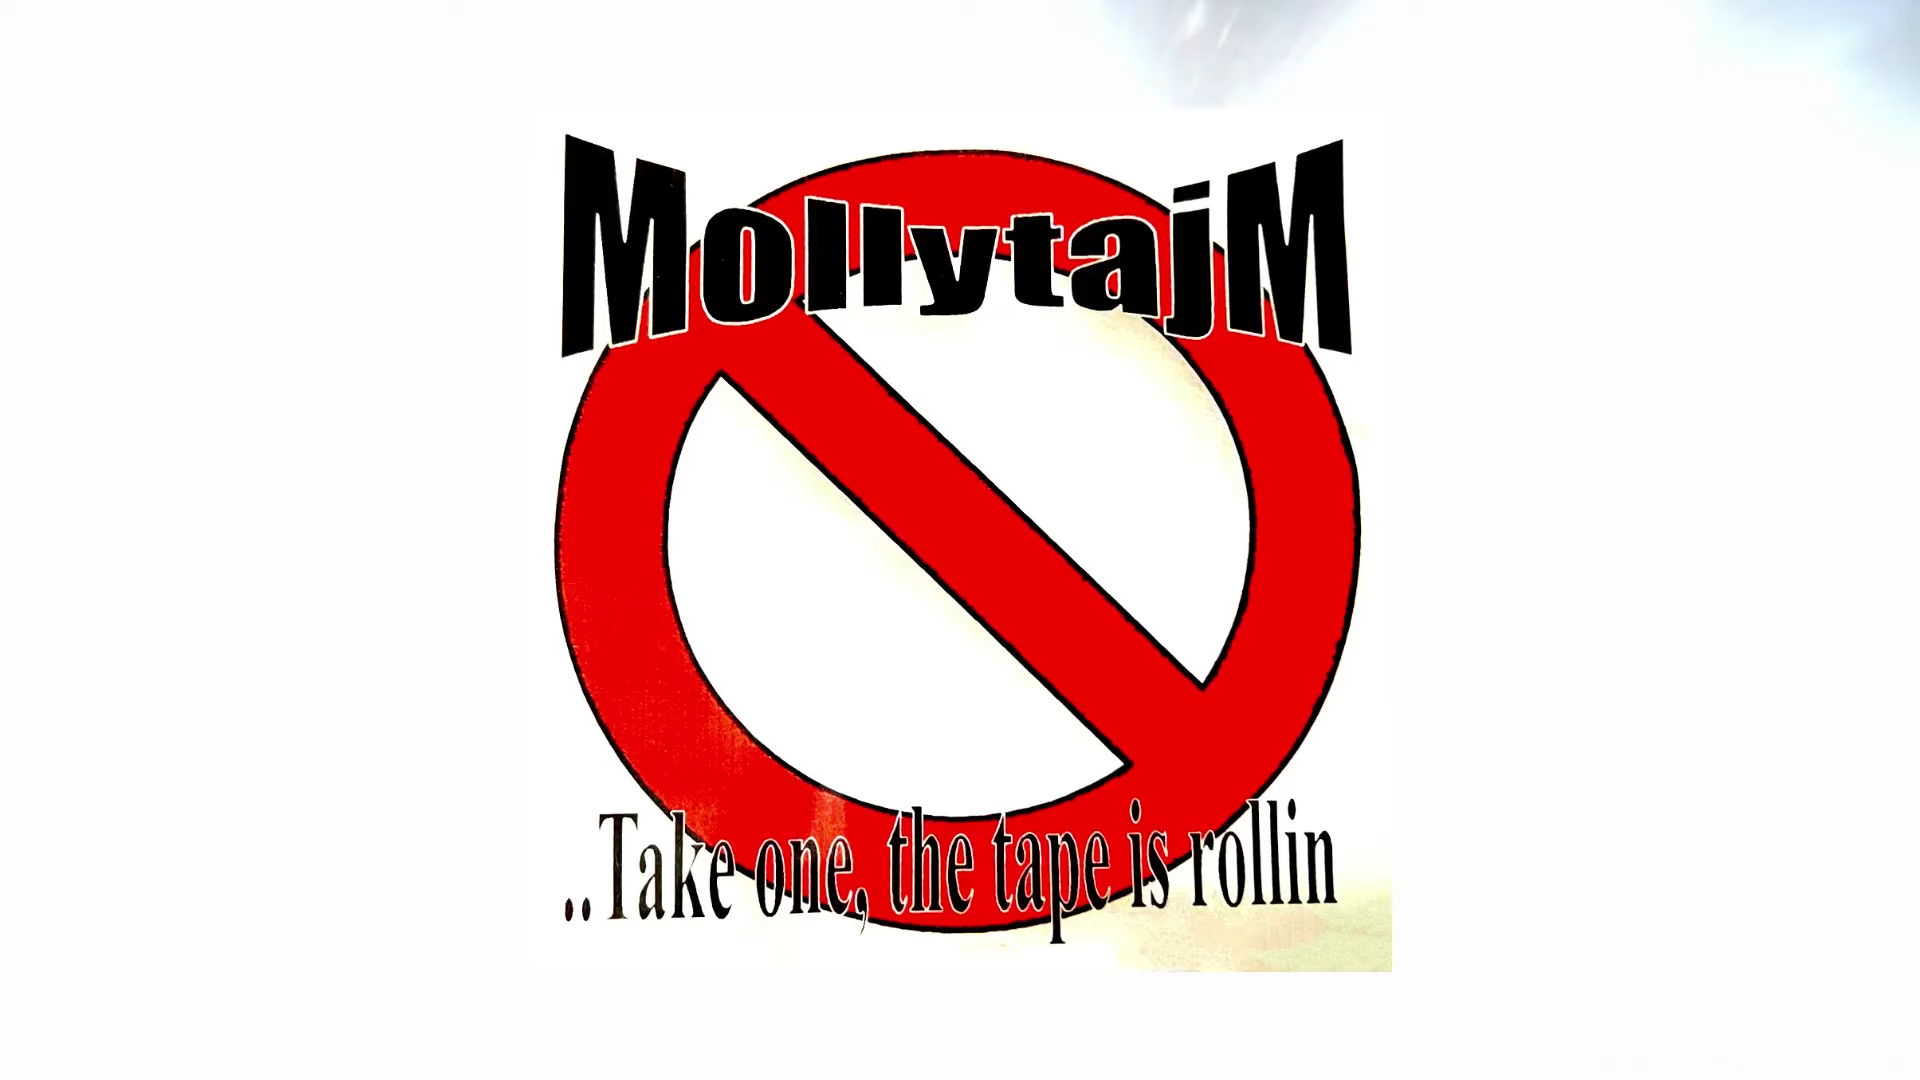 MollytajM
..Take one, the tape is rollin